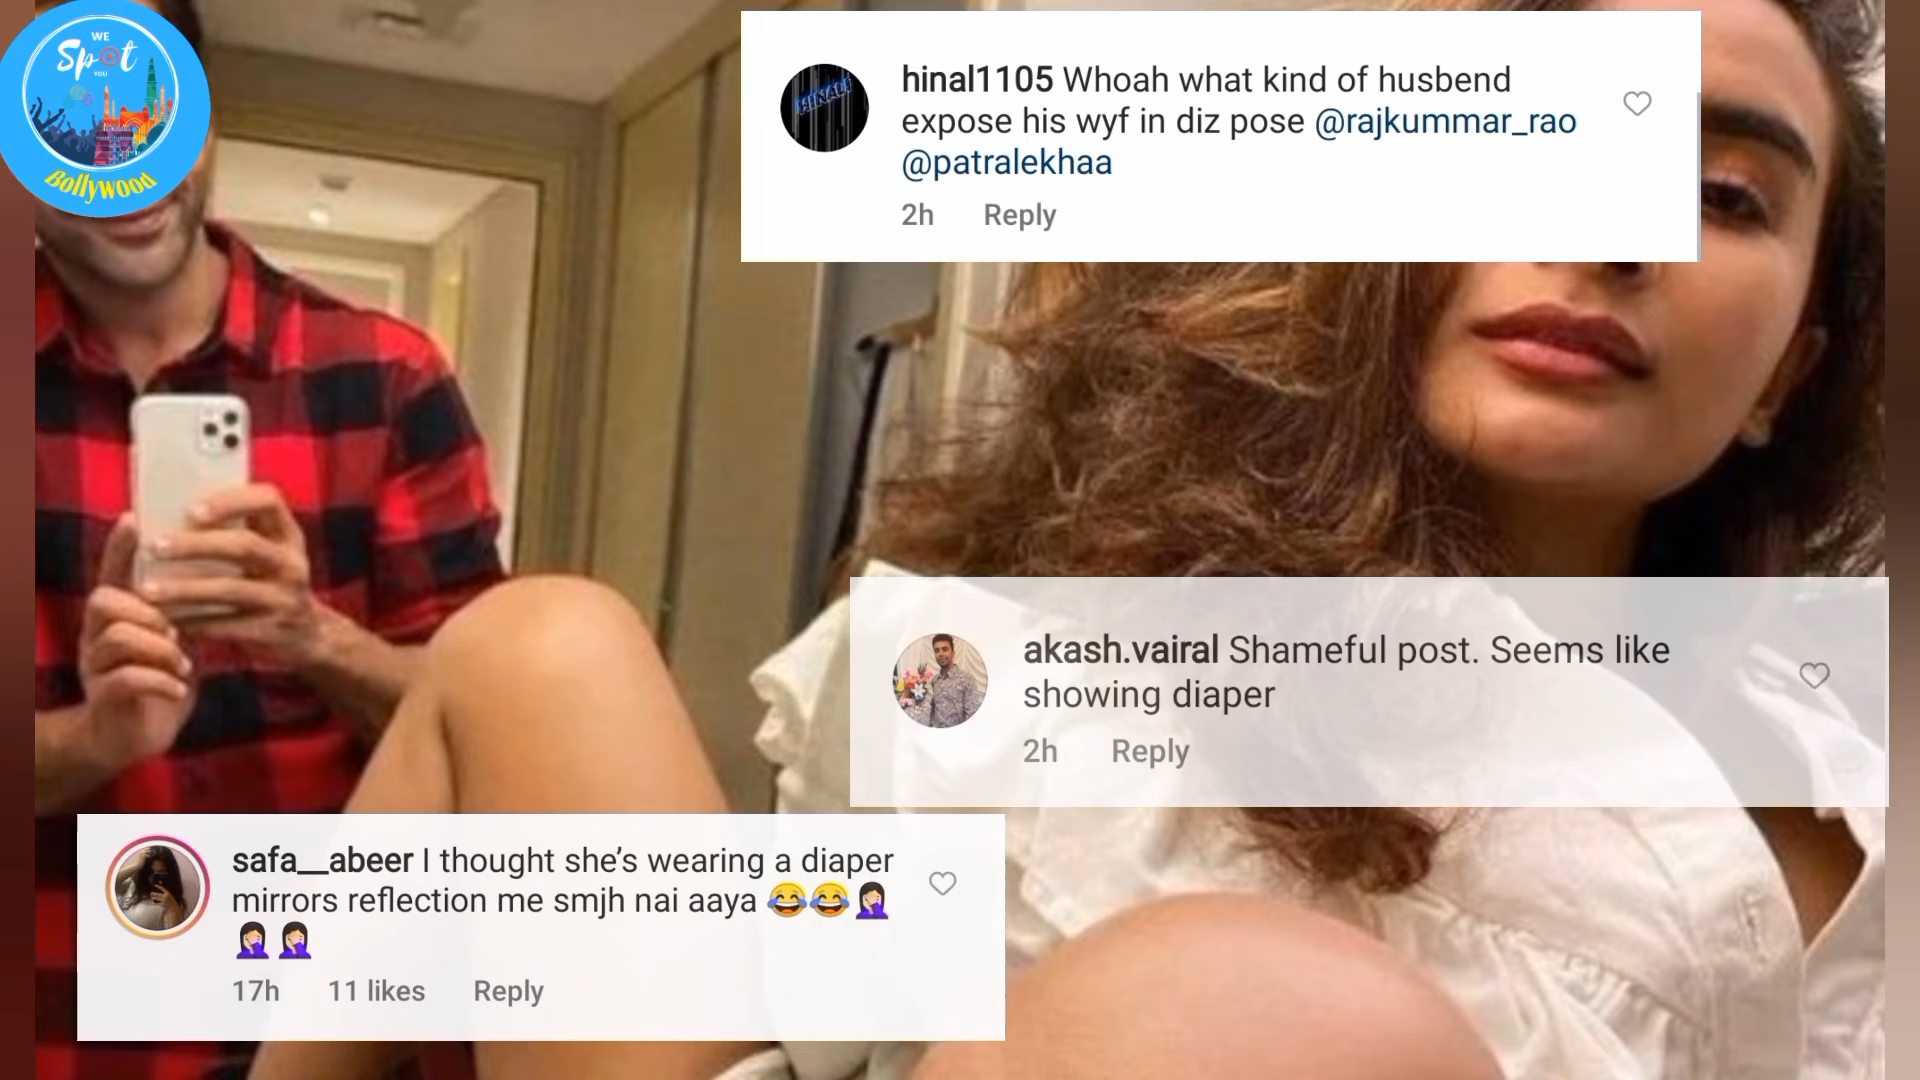 WE
Spot
YOU
Bollywood
HINALI
hinal1105 Whoah what kind of husbend
expose his wyf in diz pose @rajkummar_rao
@patralekhaa
2h Reply
akash.vairal Shameful post. Seems like
showing diaper
2h Reply
safa__abeer I thought she's wearing a diaper
mirrors reflection me smjh nai aaya 😂😂🤦🏻‍♀️
🤦🏻‍♀️🤦🏻‍♀️
17h 11 likes Reply